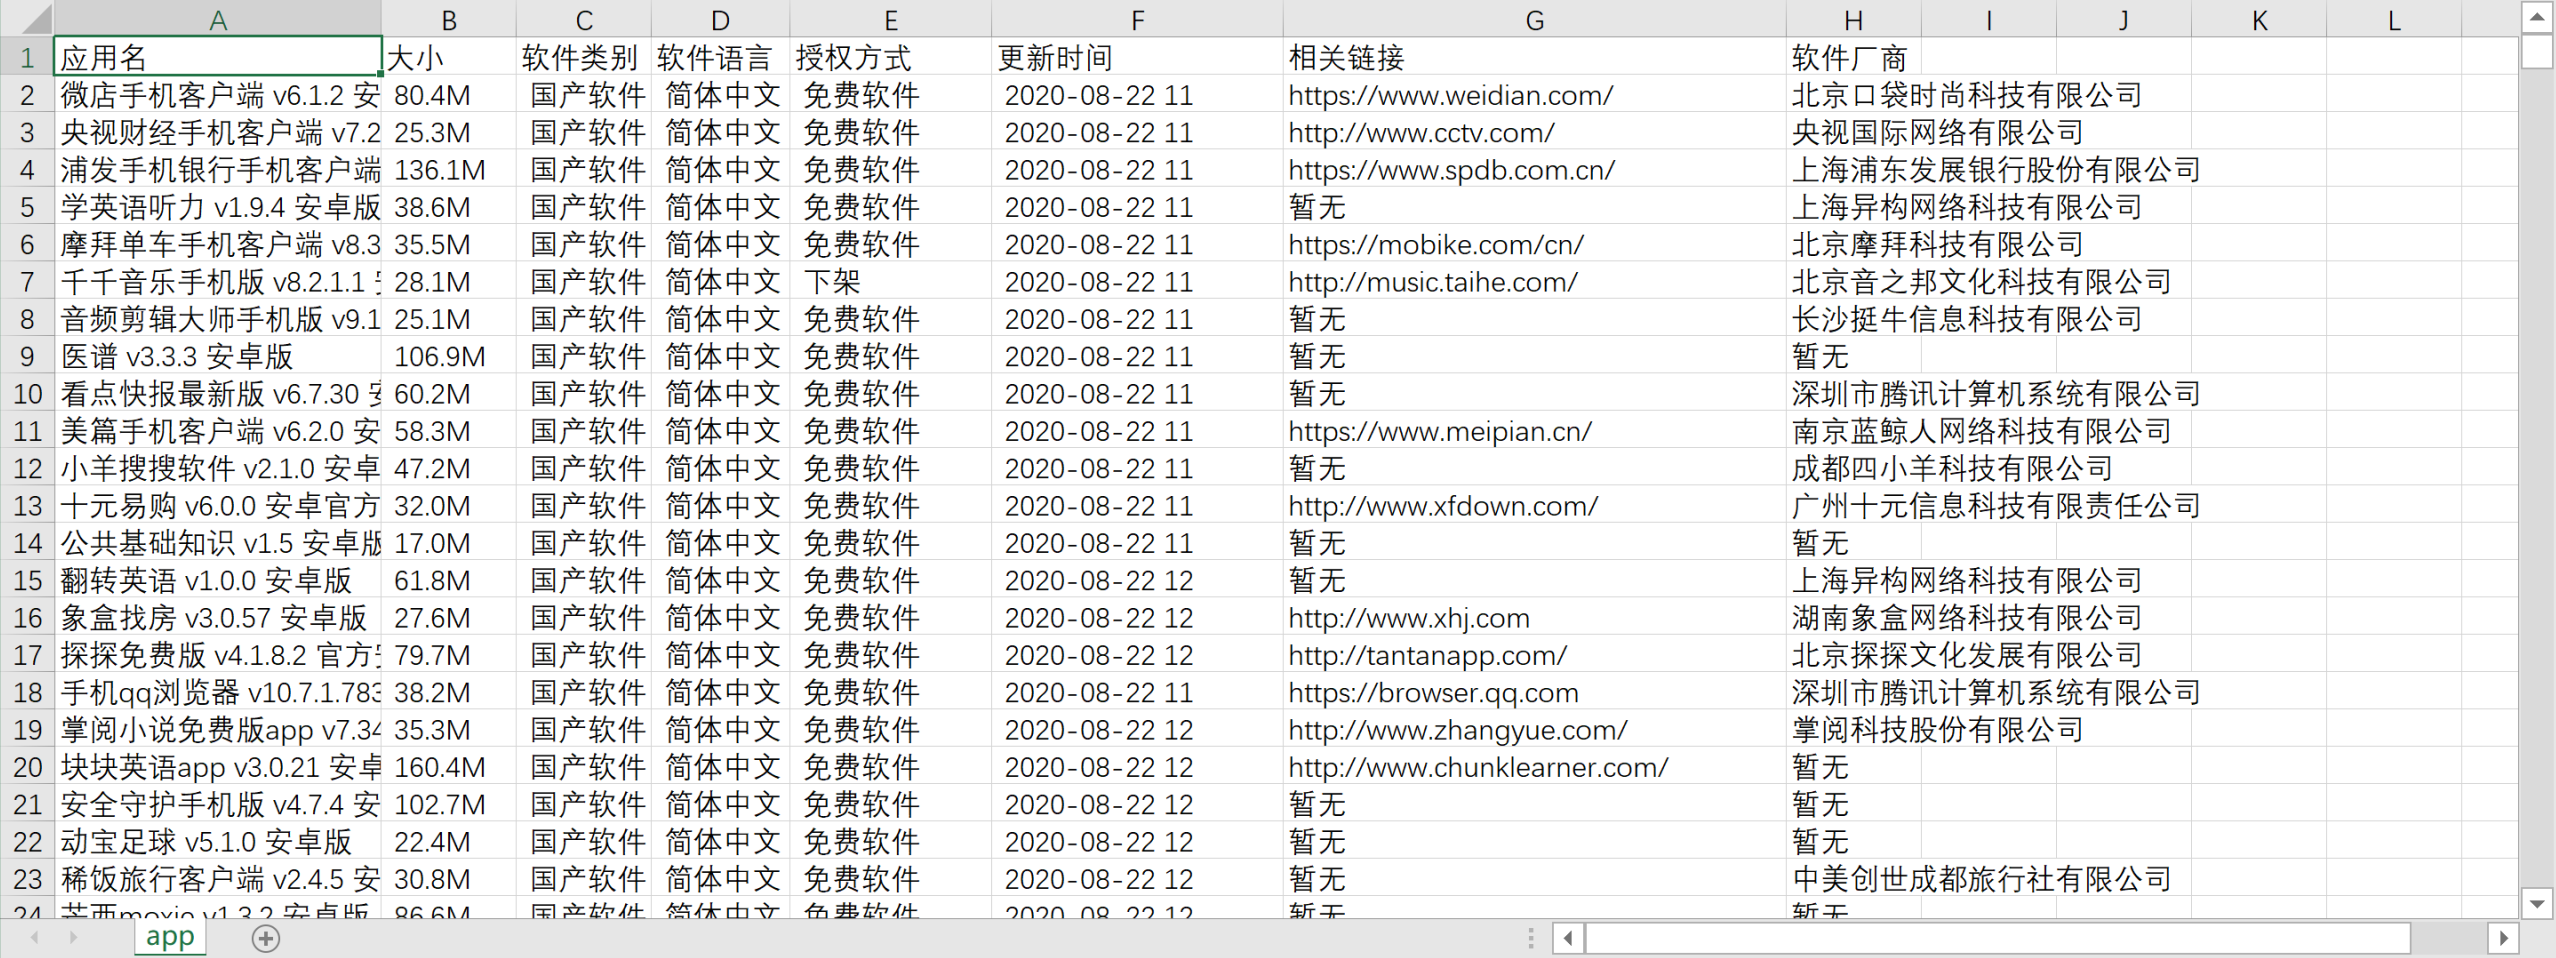 A B C D E F G H I J K L
1 应用名 大小 软件类别 软件语言 授权方式 更新时间 相关链接 软件厂商
2 微店手机客户端 v6.1.2 安 80.4M 国产软件 简体中文 免费软件 2020-08-22 11 https://www.weidian.com/ 北京口袋时尚科技有限公司
3 央视财经手机客户端 v7.2 25.3M 国产软件 简体中文 免费软件 2020-08-22 11 http://www.cctv.com/ 央视国际网络有限公司
4 浦发手机银行手机客户端 136.1M 国产软件 简体中文 免费软件 2020-08-22 11 https://www.spdb.com.cn/ 上海浦东发展银行股份有限公司
5 学英语听力 v1.9.4 安卓版 38.6M 国产软件 简体中文 免费软件 2020-08-22 11 暂无 上海异构网络科技有限公司
6 摩拜单车手机客户端 v8.3 35.5M 国产软件 简体中文 免费软件 2020-08-22 11 https://mobike.com/cn/ 北京摩拜科技有限公司
7 千千音乐手机版 v8.2.1.1 28.1M 国产软件 简体中文 下架 2020-08-22 11 http://music.taihe.com/ 北京音之邦文化科技有限公司
8 音频剪辑大师手机版 v9.1 25.1M 国产软件 简体中文 免费软件 2020-08-22 11 暂无 长沙挺牛信息科技有限公司
9 医谱 v3.3.3 安卓版 106.9M 国产软件 简体中文 免费软件 2020-08-22 11 暂无 暂无
10 看点快报最新版 v6.7.30 60.2M 国产软件 简体中文 免费软件 2020-08-22 11 暂无 深圳市腾讯计算机系统有限公司
11 美篇手机客户端 v6.2.0 安 58.3M 国产软件 简体中文 免费软件 2020-08-22 11 https://www.meipian.cn/ 南京蓝鲸人网络科技有限公司
12 小羊搜搜软件 v2.1.0 安卓 47.2M 国产软件 简体中文 免费软件 2020-08-22 11 暂无 成都四小羊科技有限公司
13 十元易购 v6.0.0 安卓官方 32.0M 国产软件 简体中文 免费软件 2020-08-22 11 http://www.xfdown.com/ 广州十元信息科技有限责任公司
14 公共基础知识 v1.5 安卓版 17.0M 国产软件 简体中文 免费软件 2020-08-22 11 暂无 暂无
15 翻转英语 v1.0.0 安卓版 61.8M 国产软件 简体中文 免费软件 2020-08-22 12 暂无 上海异构网络科技有限公司
16 象盒找房 v3.0.57 安卓版 27.6M 国产软件 简体中文 免费软件 2020-08-22 12 http://www.xhj.com 湖南象盒网络科技有限公司
17 探探免费版 v4.1.8.2 官方 79.7M 国产软件 简体中文 免费软件 2020-08-22 12 http://tantanapp.com/ 北京探探文化发展有限公司
18 手机qq浏览器 v10.7.1.783 38.2M 国产软件 简体中文 免费软件 2020-08-22 11 https://browser.qq.com 深圳市腾讯计算机系统有限公司
19 掌阅小说免费版app v7.34 35.3M 国产软件 简体中文 免费软件 2020-08-22 12 http://www.zhangyue.com/ 掌阅科技股份有限公司
20 块块英语app v3.0.21 安卓 160.4M 国产软件 简体中文 免费软件 2020-08-22 12 http://www.chunklearner.com/ 暂无
21 安全守护手机版 v4.7.4 安 102.7M 国产软件 简体中文 免费软件 2020-08-22 12 暂无 暂无
22 动宝足球 v5.1.0 安卓版 22.4M 国产软件 简体中文 免费软件 2020-08-22 12 暂无 暂无
23 稀饭旅行客户端 v2.4.5 安 30.8M 国产软件 简体中文 免费软件 2020-08-22 12 暂无 中美创世成都旅行社有限公司
24 芒西moxie v1.3.2 安卓版 86.6M 国产软件 简体中文 免费软件 2020-08-22 12 暂无 暂无
app